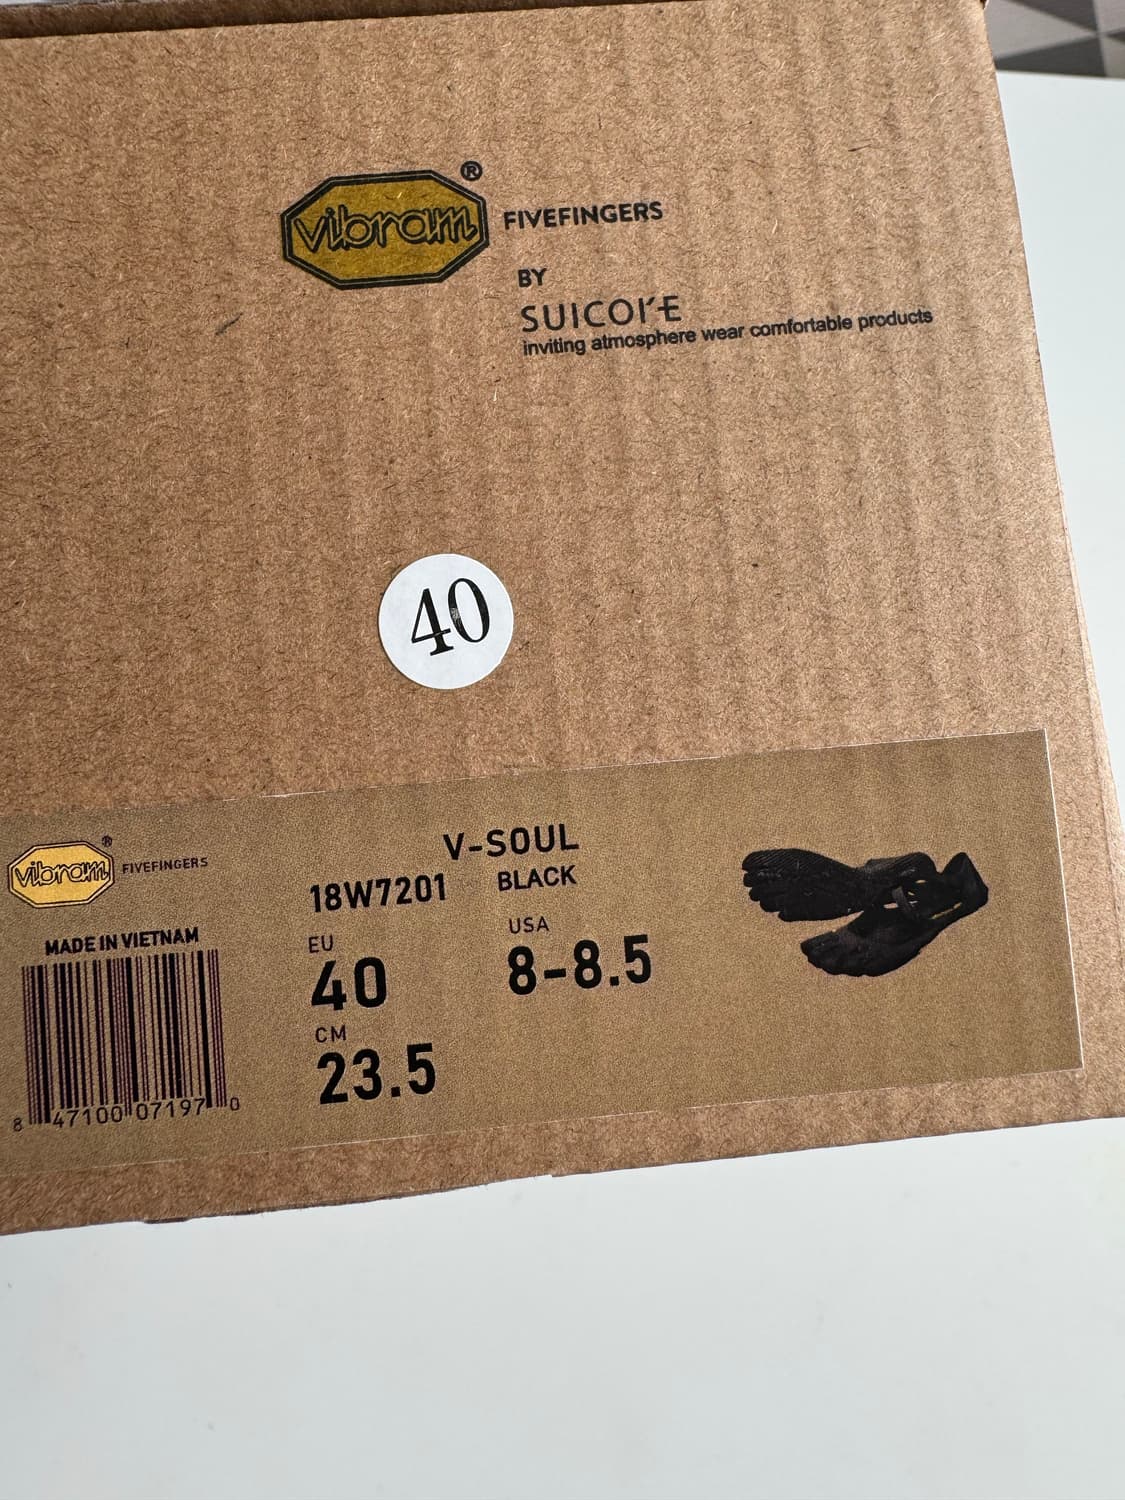 vibram®
FIVEFINGERS
BY
SUICOKE
inviting atmosphere wear comfortable products
40
vibram®
FIVEFINGERS
MADE IN VIETNAM
8 47100 07197 0
V-SOUL
18W7201 BLACK
EU
40
USA
8-8.5
CM
23.5